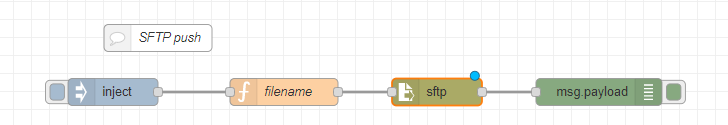 SFTP push
inject
filename
sftp
msg.payload